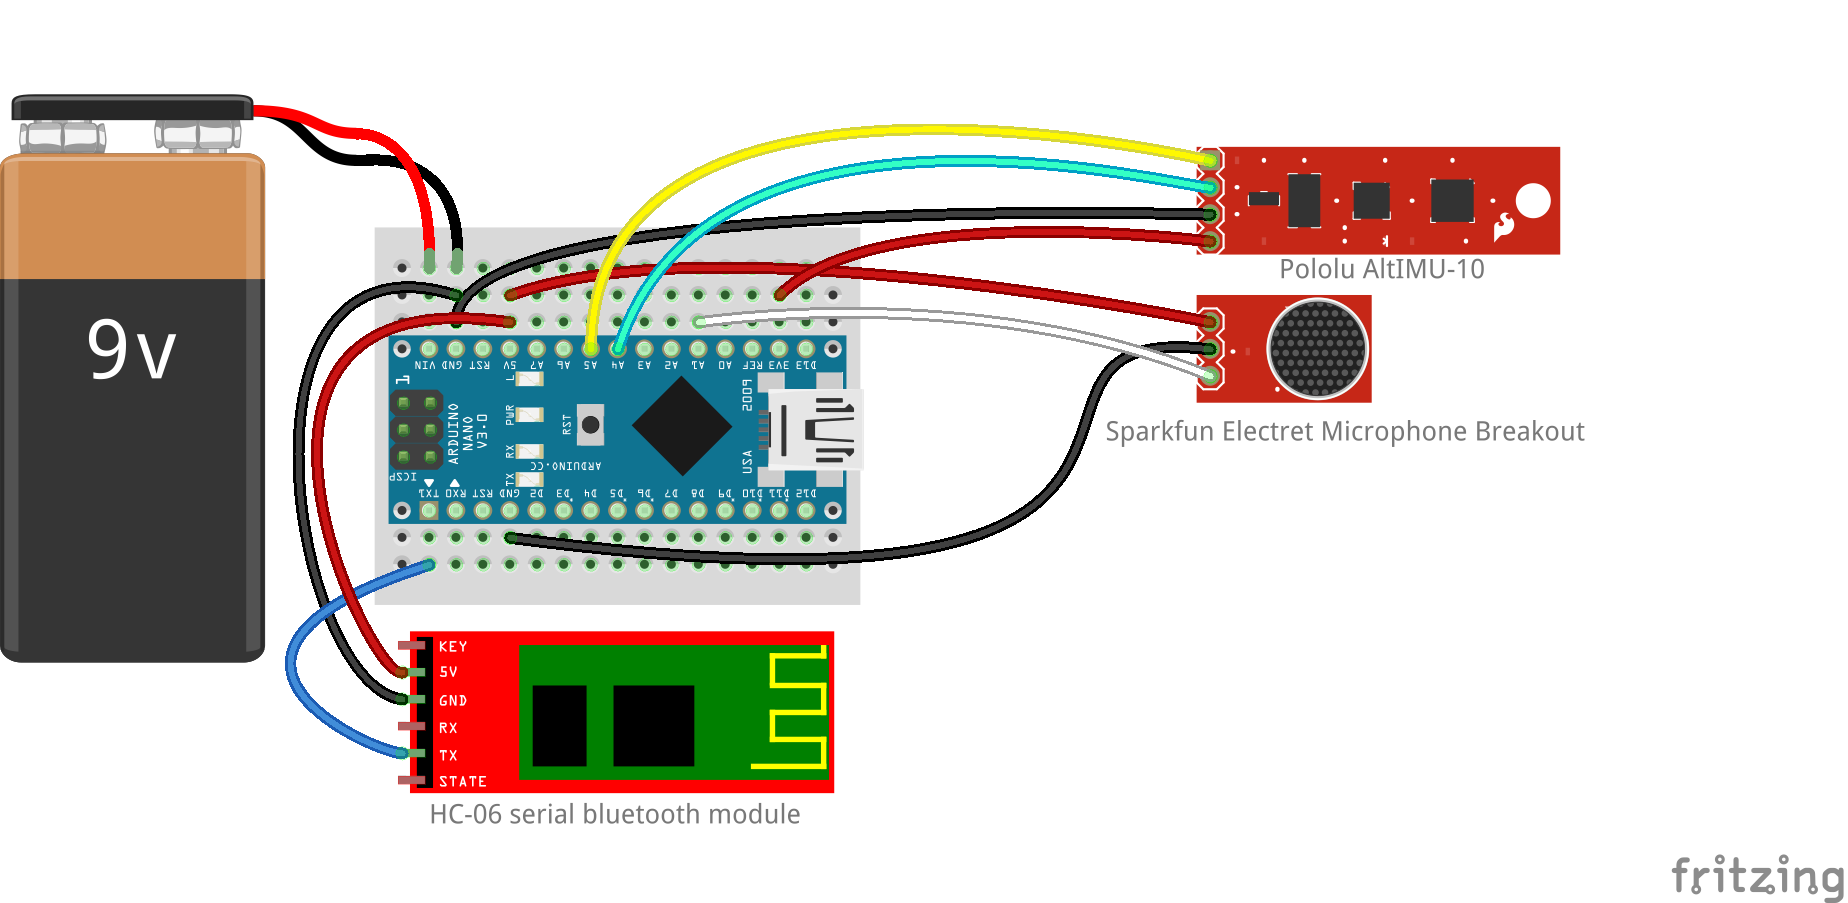 9v
Pololu AltIMU-10
Sparkfun Electret Microphone Breakout
VIN GND RST 5V A7 A6 A5 A4 A3 A2 A1 A0 REF 3V3 D13
1
L
PWR
RX
TX
RST
ARDUINO
NANO
V3.0
ARDUINO.CC
2009
USA
ICSP
TX1 RX0 RST GND D2 D3 D4 D5 D6 D7 D8 D9 D10 D11 D12
KEY
5V
GND
RX
TX
STATE
HC-06 serial bluetooth module
fritzing